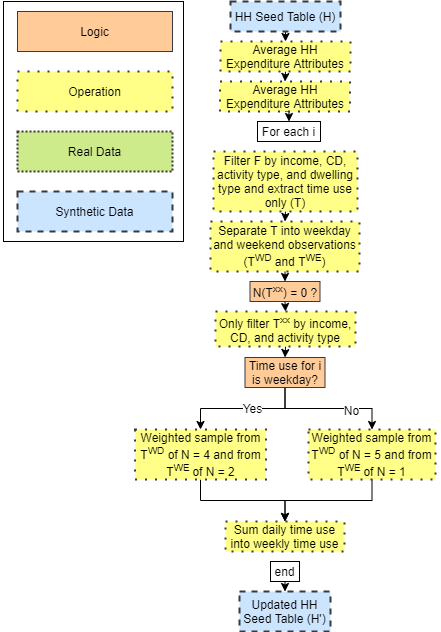 Logic
Operation
Real Data
Synthetic Data
HH Seed Table (H)
Average HH
Expenditure Attributes
Average HH
Expenditure Attributes
For each i
Filter F by income, CD,
activity type, and dwelling
type and extract time use
only (T)
Separate T into weekday
and weekend observations
(T^WD and T^WE)
N(T^xx) = 0 ?
Only filter T^xx by income,
CD, and activity type
Time use for i
is weekday?
Yes
No
Weighted sample from
T^WD of N = 4 and from
T^WE of N = 2
Weighted sample from
T^WD of N = 5 and from
T^WE of N = 1
Sum daily time use
into weekly time use
end
Updated HH
Seed Table (H')